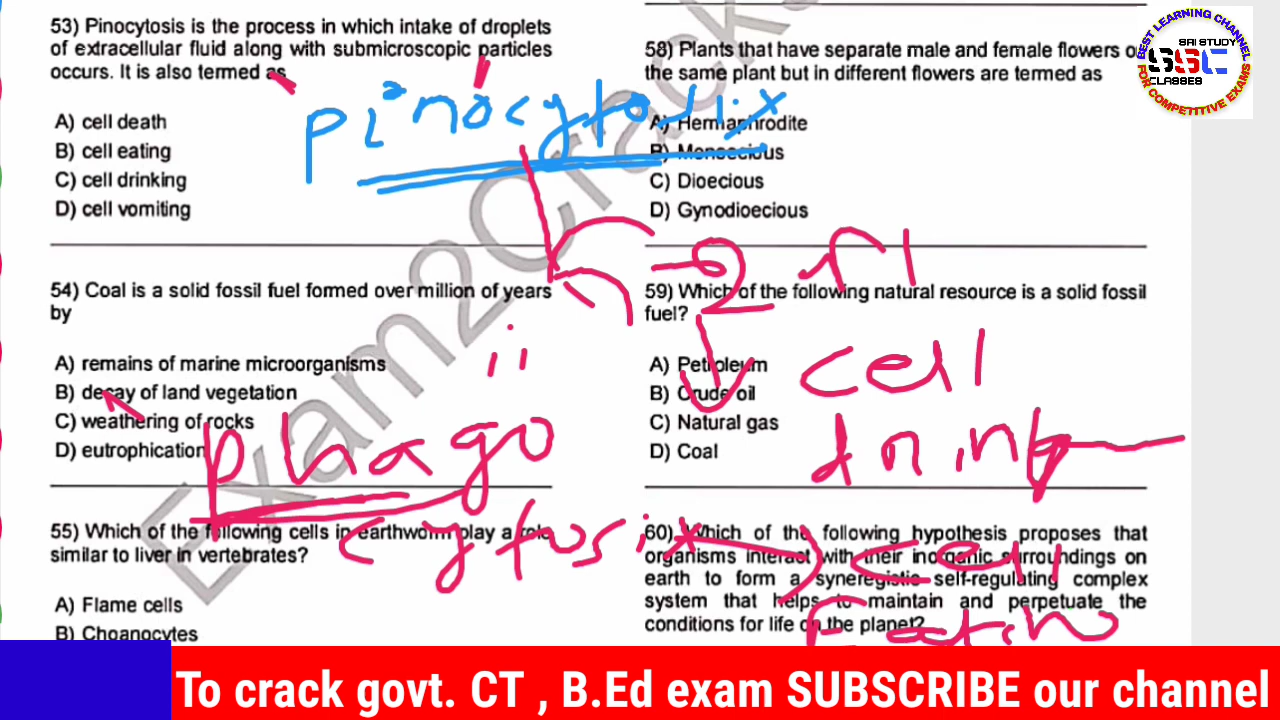 53) Pinocytosis is the process in which intake of droplets
of extracellular fluid along with submicroscopic particles
occurs. It is also termed as
A) cell death
B) cell eating
C) cell drinking
D) cell vomiting
54) Coal is a solid fossil fuel formed over million of years
by
A) remains of marine microorganisms
B) decay of land vegetation
C) weathering of rocks
D) eutrophication
55) Which of the following cells in earthworm play a role
similar to liver in vertebrates?
A) Flame cells
B) Choanocytes
58) Plants that have separate male and female flowers on
the same plant but in different flowers are termed as
A) Hermaphrodite
B) Monoecious
C) Dioecious
D) Gynodioecious
59) Which of the following natural resource is a solid fossil
fuel?
A) Petroleum
B) Crude oil
C) Natural gas
D) Coal
60) Which of the following hypothesis proposes that
organisms interact with their inorganic surroundings on
earth to form a syneregistic self-regulating complex
system that helps to maintain and perpetuate the
conditions for life on the planet?
pinocytosix
phago
cytosix
cell
cell
Exam2Crack
BEST LEARNING CHANNEL
SRI STUDY
SSC
CLASSES
FOR COMPETITIVE EXAMS
To crack govt. CT , B.Ed exam SUBSCRIBE our channel